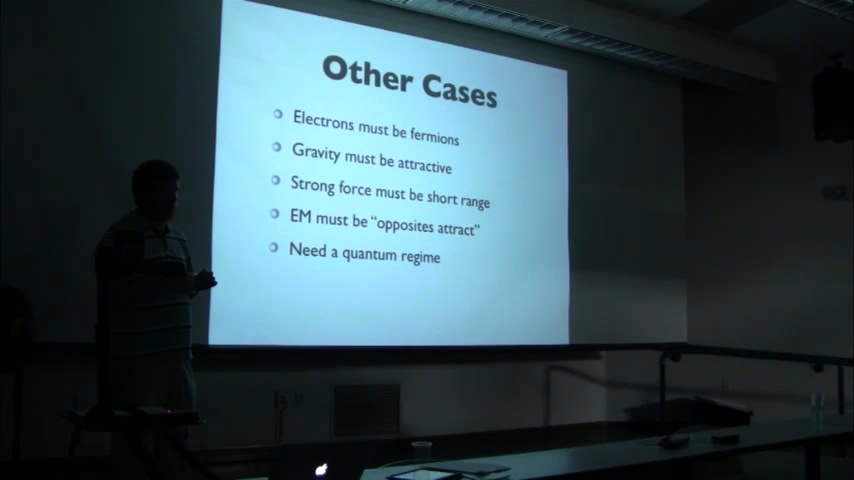 Other Cases
Electrons must be fermions
Gravity must be attractive
Strong force must be short range
EM must be “opposites attract”
Need a quantum regime